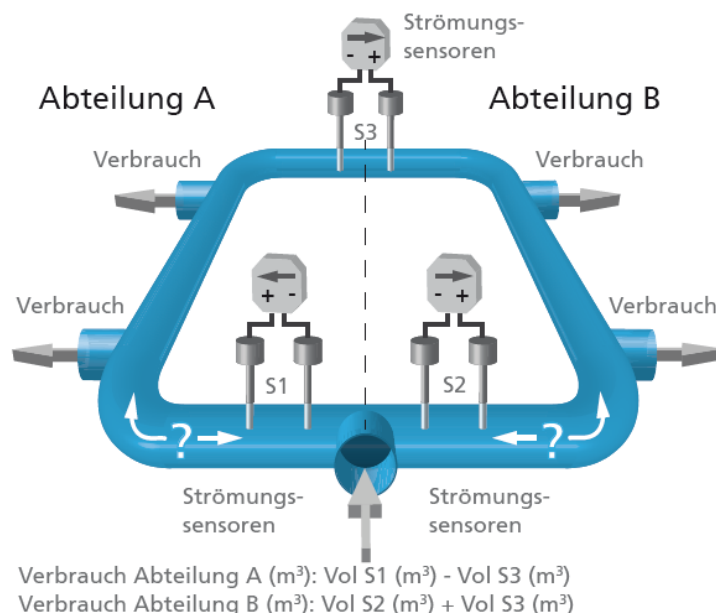 Strömungs-
sensoren
Abteilung A
Abteilung B
- +
S3
Verbrauch
Verbrauch
+ -
- +
Verbrauch
Verbrauch
S1
S2
?
?
Strömungs-
sensoren
Strömungs-
sensoren
Verbrauch Abteilung A (m³): Vol S1 (m³) - Vol S3 (m³)
Verbrauch Abteilung B (m³): Vol S2 (m³) + Vol S3 (m³)